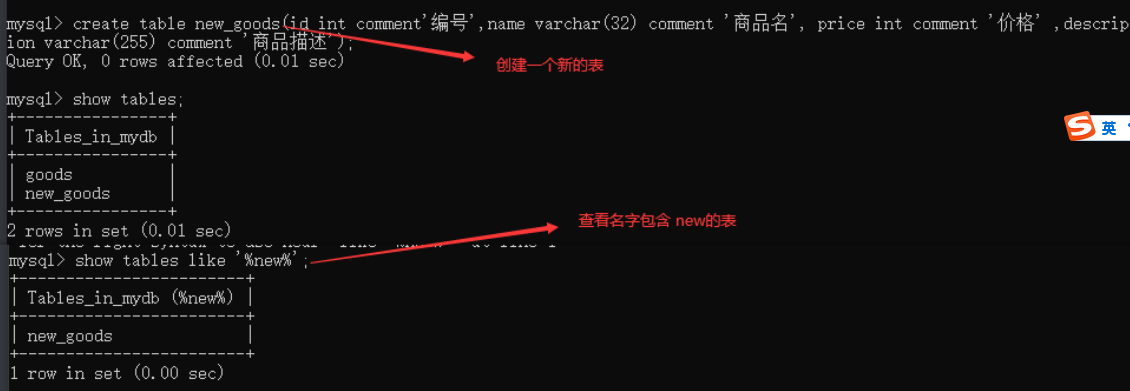 mysql> create table new_goods(id int comment'编号',name varchar(32) comment '商品名', price int comment '价格' ,descrip
ion varchar(255) comment '商品描述');
Query OK, 0 rows affected (0.01 sec)
创建一个新的表
mysql> show tables;
+----------------+
| Tables_in_mydb |
+----------------+
| goods          |
| new_goods      |
+----------------+
2 rows in set (0.01 sec)
查看名字包含 new的表
mysql> show tables like '%new%';
+------------------------+
| Tables_in_mydb (%new%) |
+------------------------+
| new_goods              |
+------------------------+
1 row in set (0.00 sec)
S 英